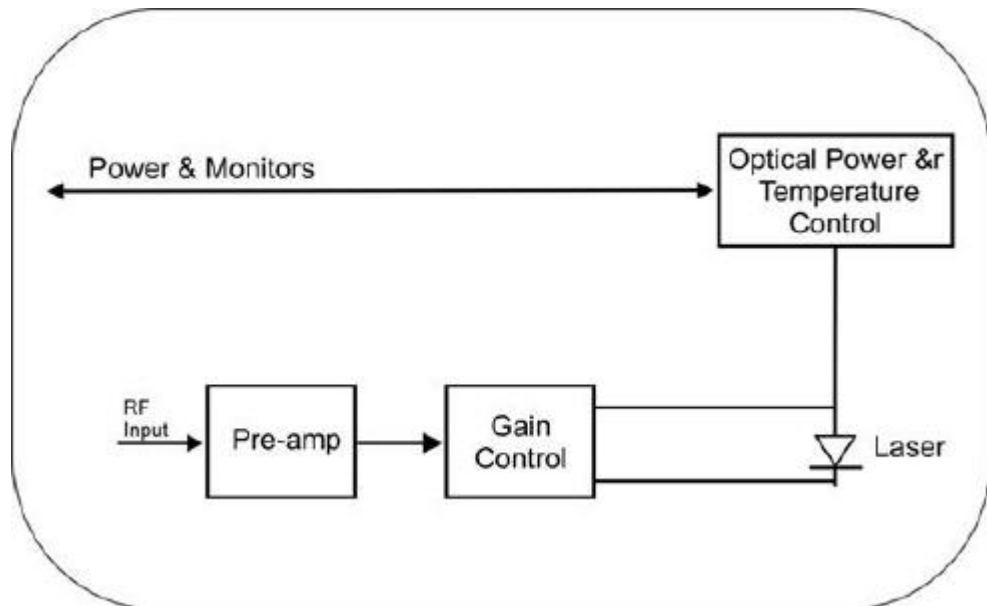 Power & Monitors
Optical Power &r
Temperature
Control
RF
Input
Pre-amp
Gain
Control
Laser